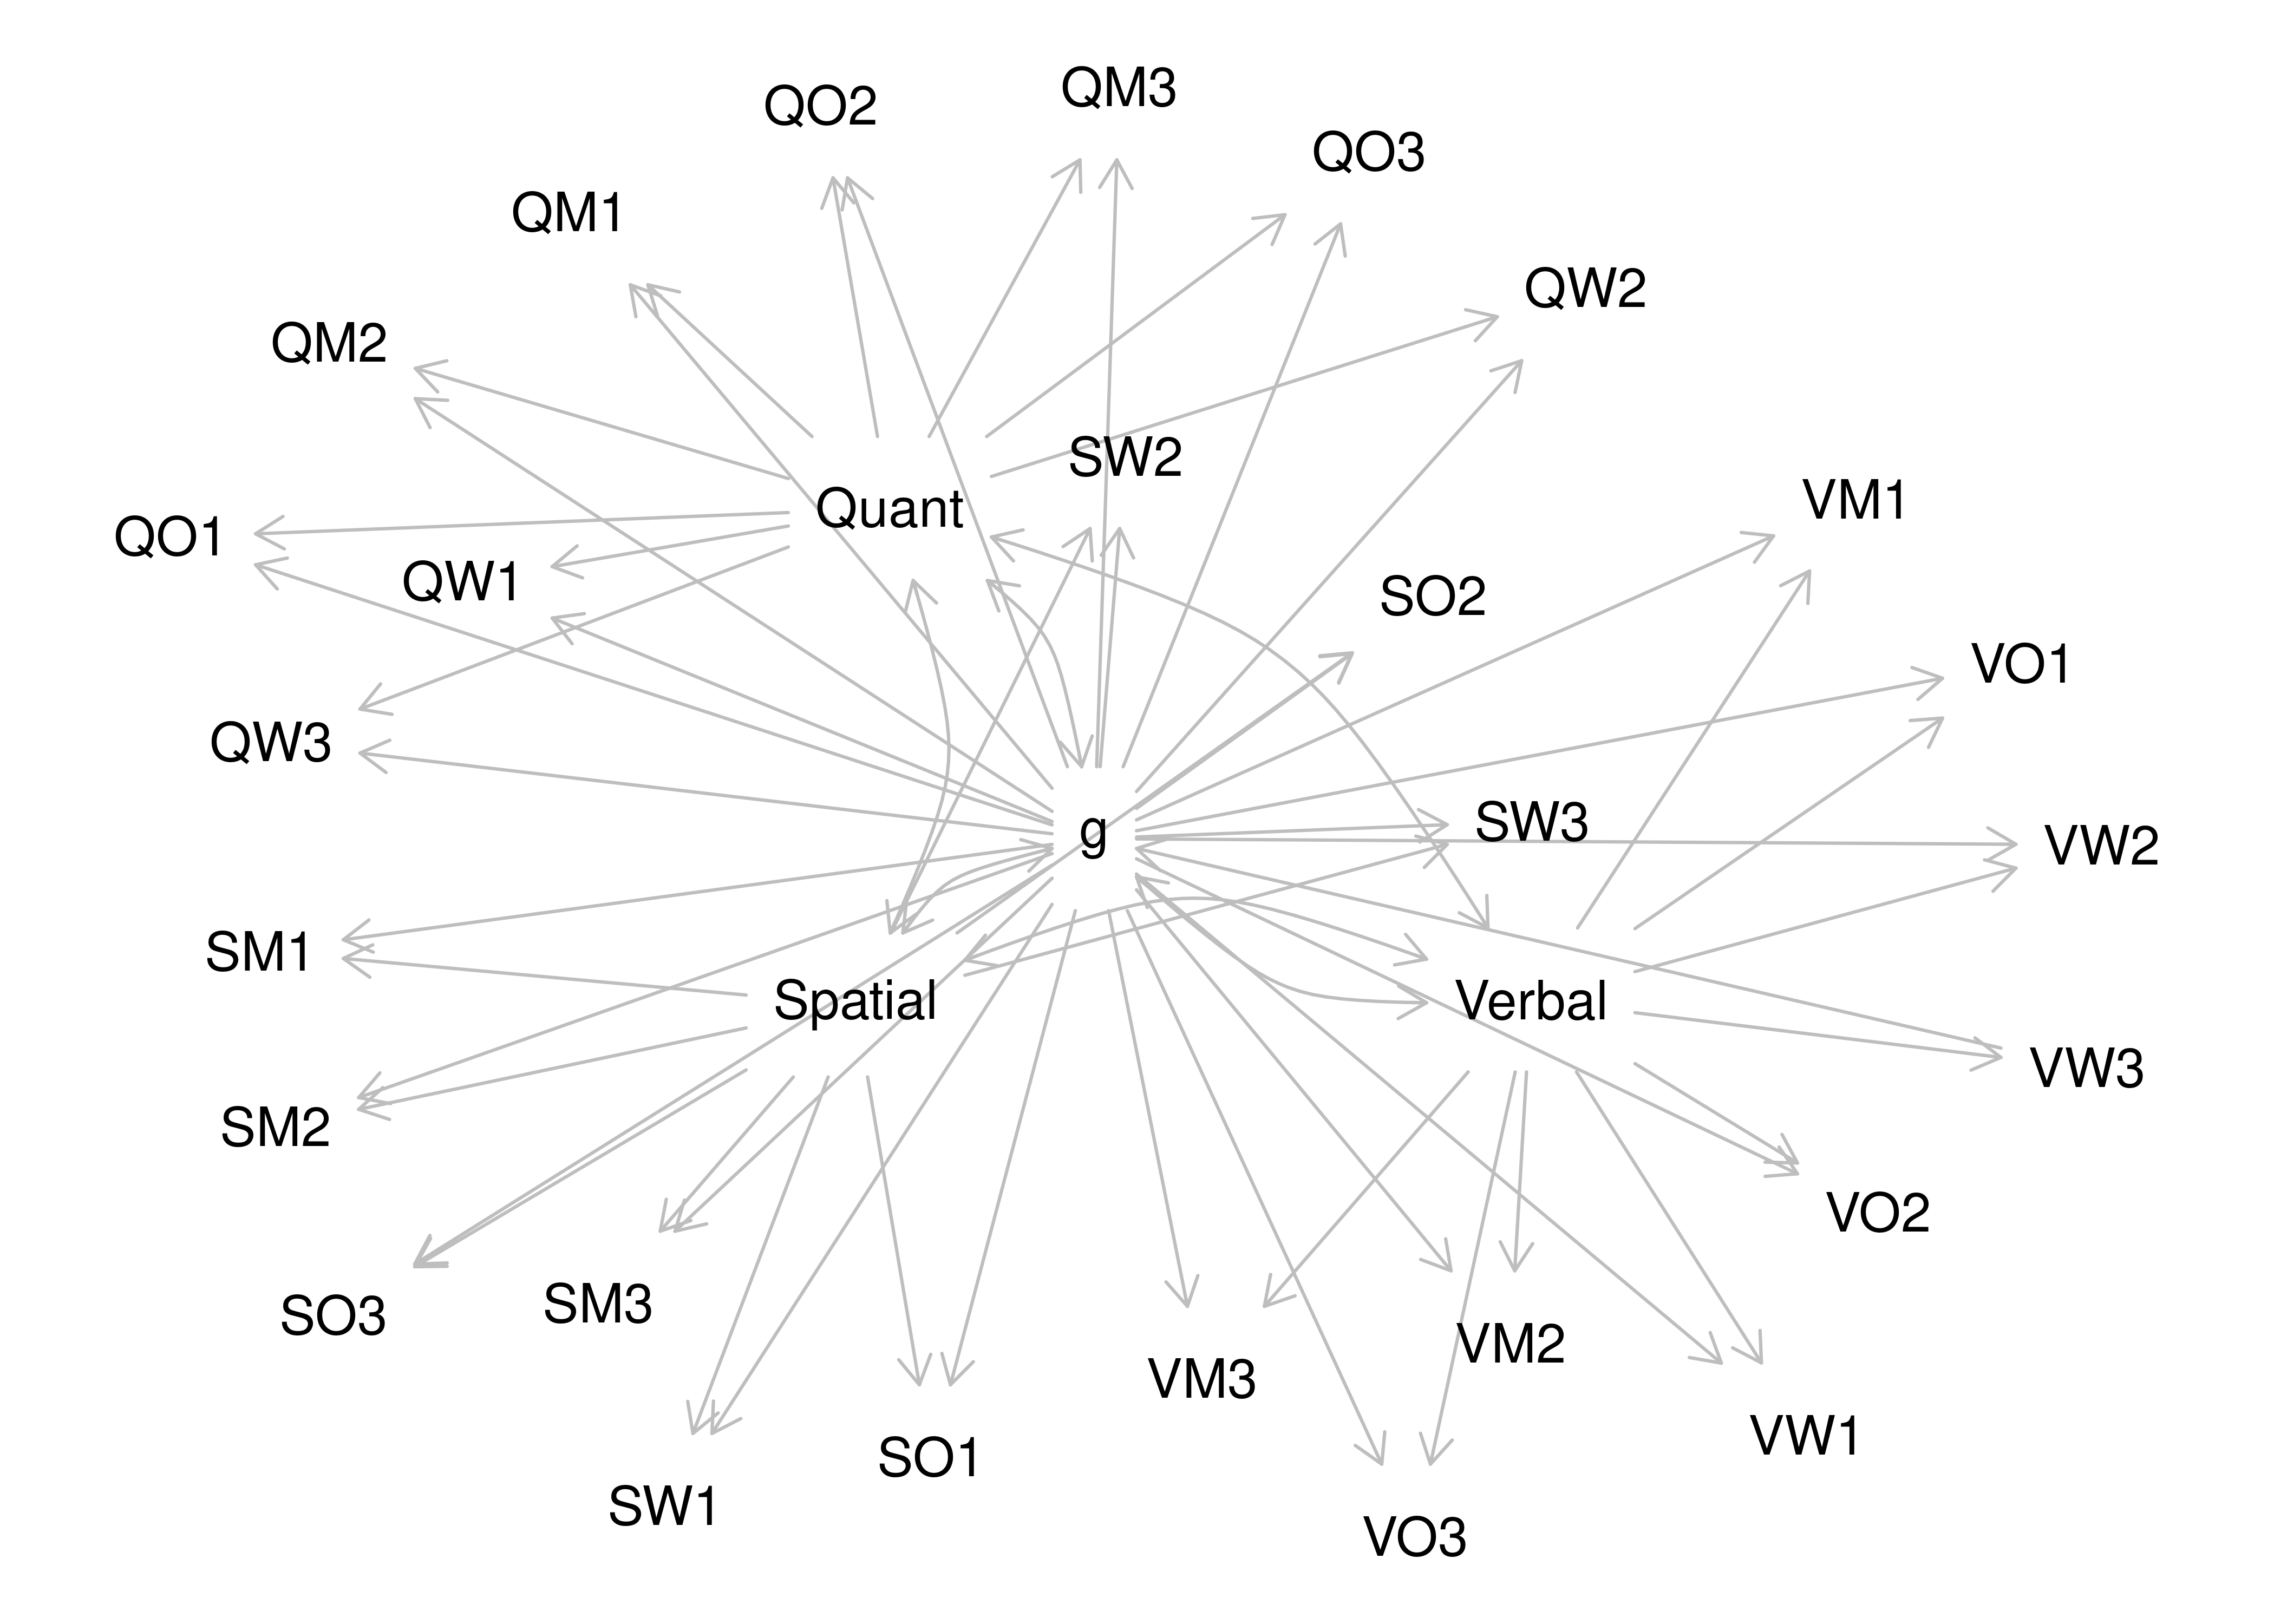 QM3
QO2
QO3
QM1
QW2
QM2
SW2
VM1
Quant
QO1
QW1
SO2
VO1
QW3
SW3
g
VW2
SM1
Spatial
Verbal
VW3
SM2
VO2
SM3
SO3
VM2
VM3
VW1
SO1
SW1
VO3